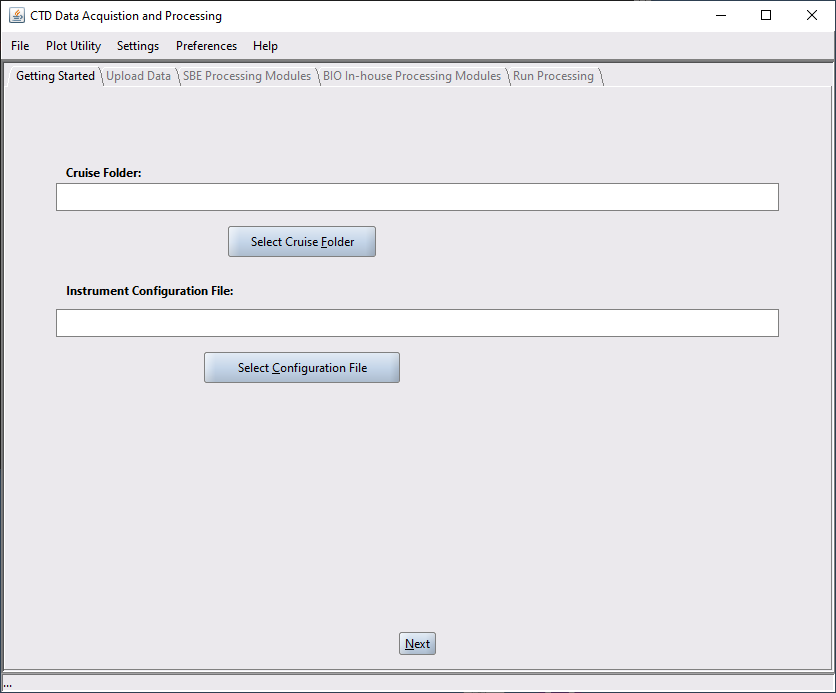 CTD Data Acquistion and Processing
File Plot Utility Settings Preferences Help
Getting Started Upload Data SBE Processing Modules BIO In-house Processing Modules Run Processing
Cruise Folder:
Select Cruise Folder
Instrument Configuration File:
Select Configuration File
Next
...